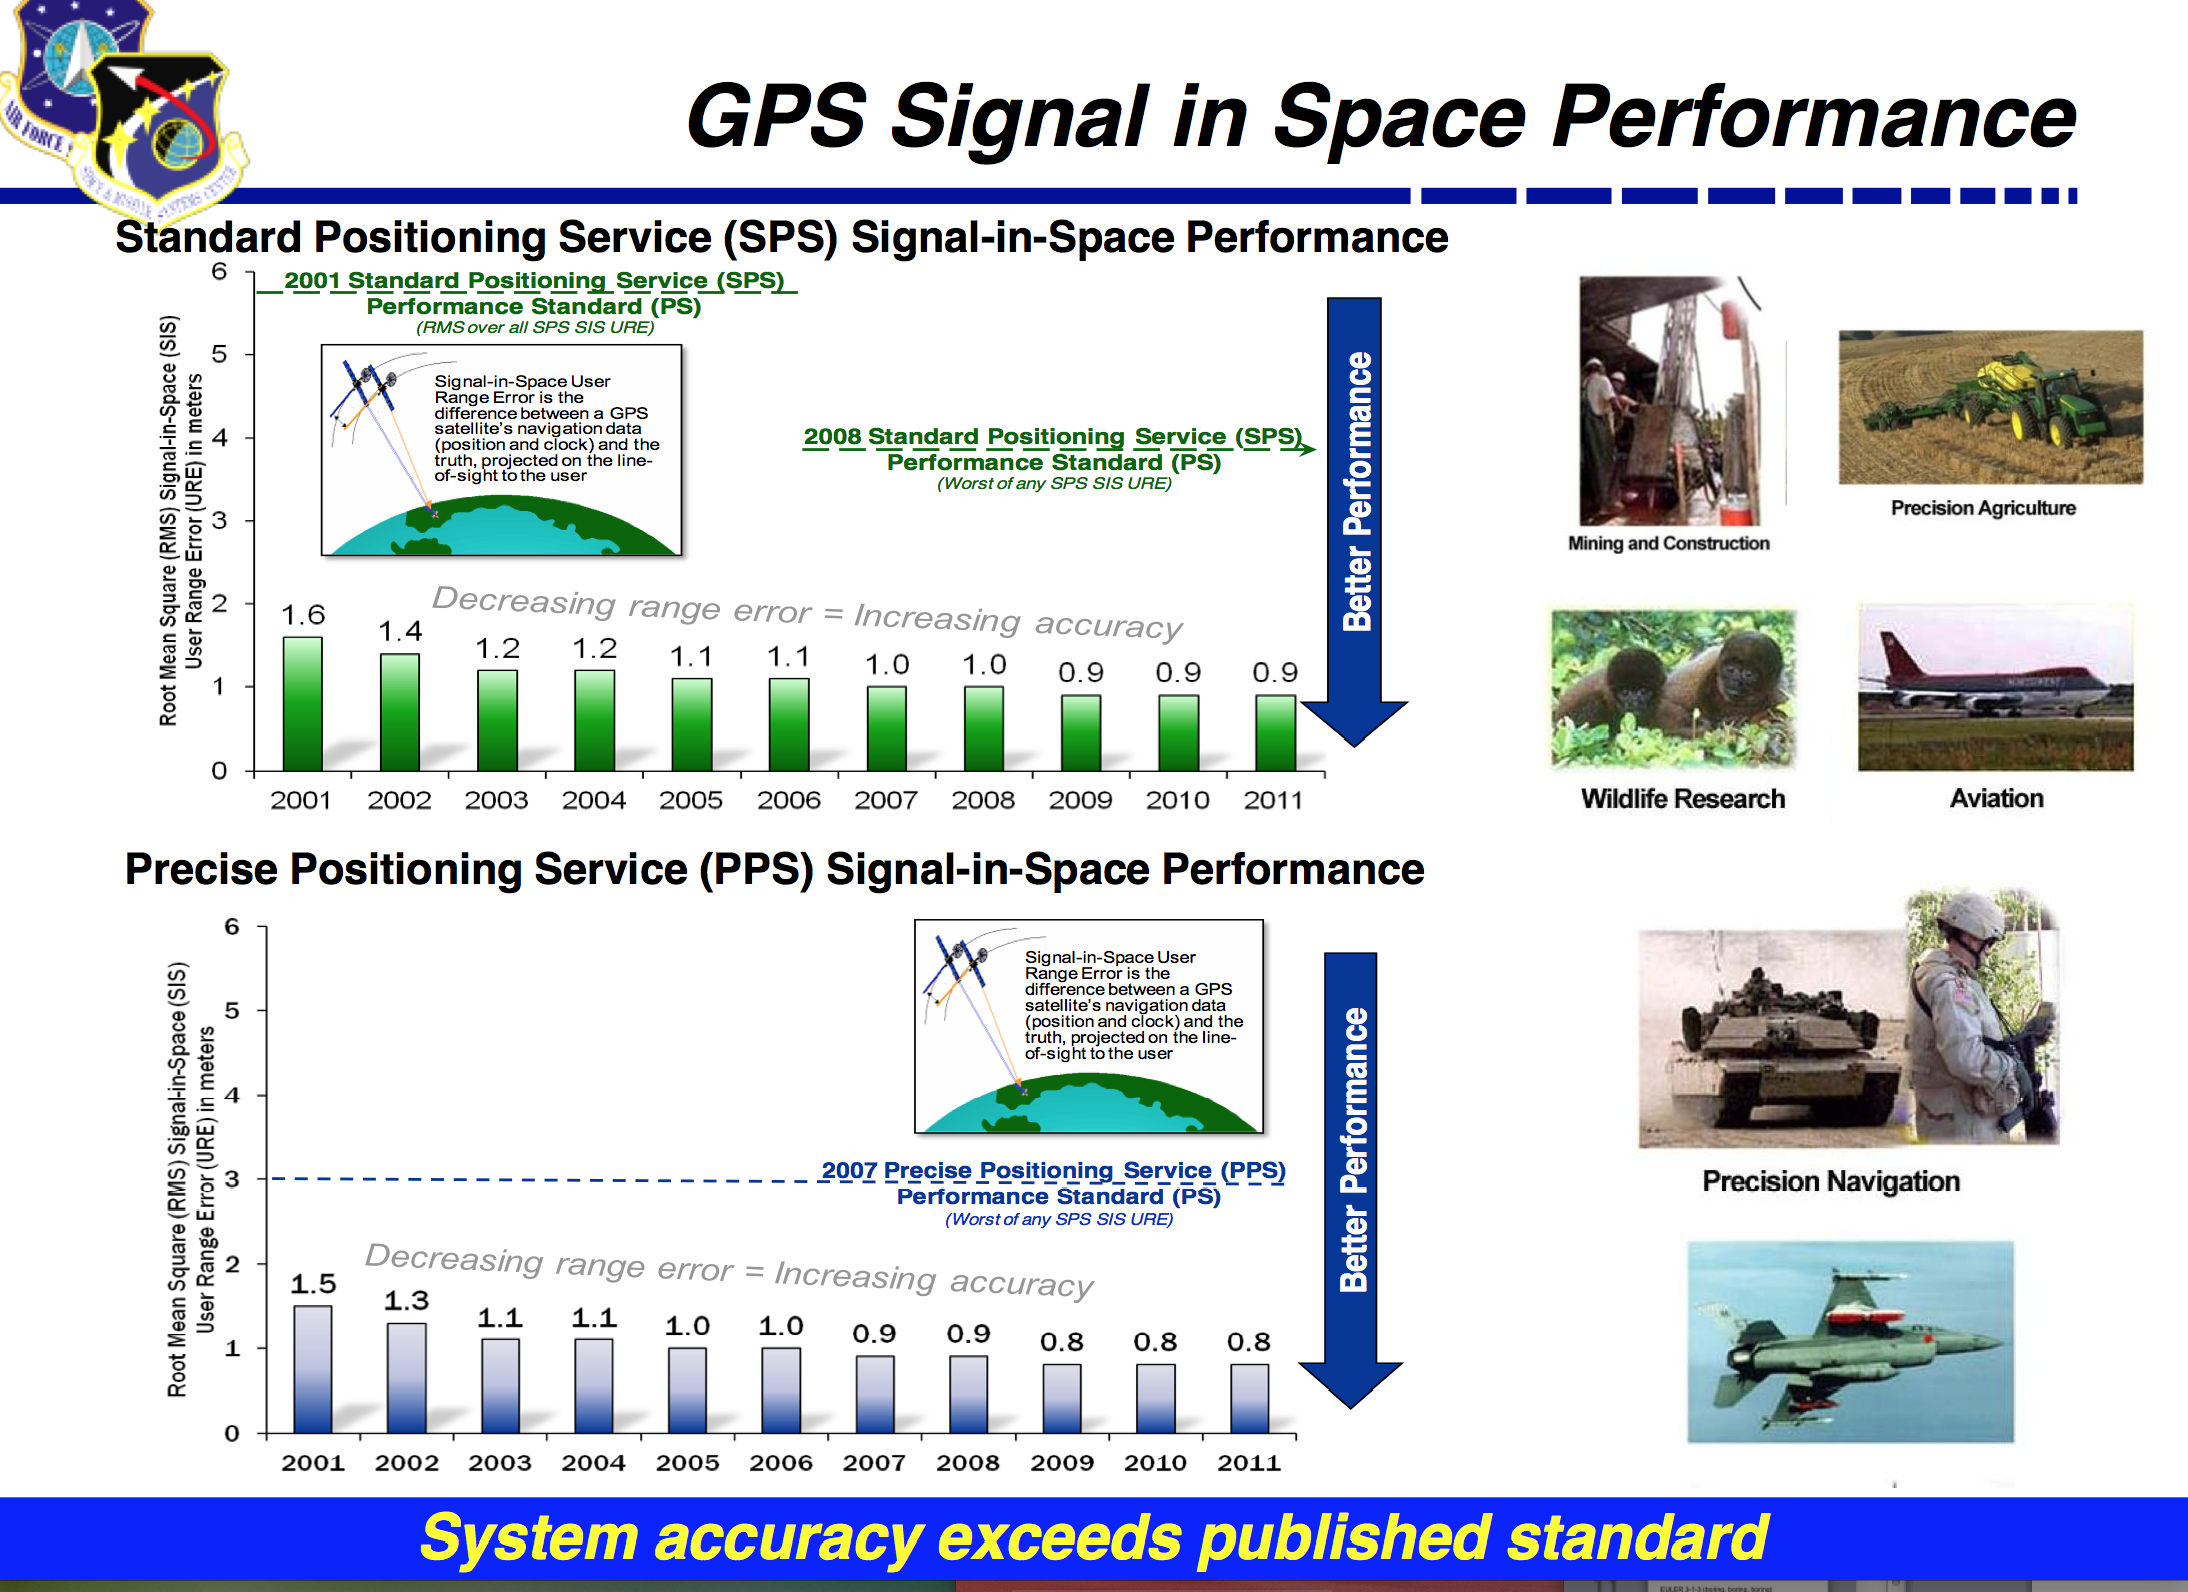 GPS Signal in Space Performance
AIR FORCE
SPACE & MISSILE SYSTEMS CENTER
Standard Positioning Service (SPS) Signal-in-Space Performance
Root Mean Square (RMS) Signal-in-Space (SIS)
User Range Error (URE) in meters
6
5
4
3
2
1
0
2001 Standard Positioning Service (SPS)
Performance Standard (PS)
(RMS over all SPS SIS URE)
Signal-in-Space User
Range Error is the
difference between a GPS
satellite's navigation data
(position and clock) and the
truth, projected on the line-
of-sight to the user
2008 Standard Positioning Service (SPS)
Performance Standard (PS)
(Worst of any SPS SIS URE)
Decreasing range error = Increasing accuracy
1.6 1.4 1.2 1.2 1.1 1.1 1.0 1.0 0.9 0.9 0.9
2001 2002 2003 2004 2005 2006 2007 2008 2009 2010 2011
Better Performance
Mining and Construction
Precision Agriculture
Wildlife Research
Aviation
Precise Positioning Service (PPS) Signal-in-Space Performance
Root Mean Square (RMS) Signal-in-Space (SIS)
User Range Error (URE) in meters
6
5
4
3
2
1
0
Signal-in-Space User
Range Error is the
difference between a GPS
satellite's navigation data
(position and clock) and the
truth, projected on the line-
of-sight to the user
2007 Precise Positioning Service (PPS)
Performance Standard (PS)
(Worst of any SPS SIS URE)
Decreasing range error = Increasing accuracy
1.5 1.3 1.1 1.1 1.0 1.0 0.9 0.9 0.8 0.8 0.8
2001 2002 2003 2004 2005 2006 2007 2008 2009 2010 2011
Better Performance
Precision Navigation
System accuracy exceeds published standard